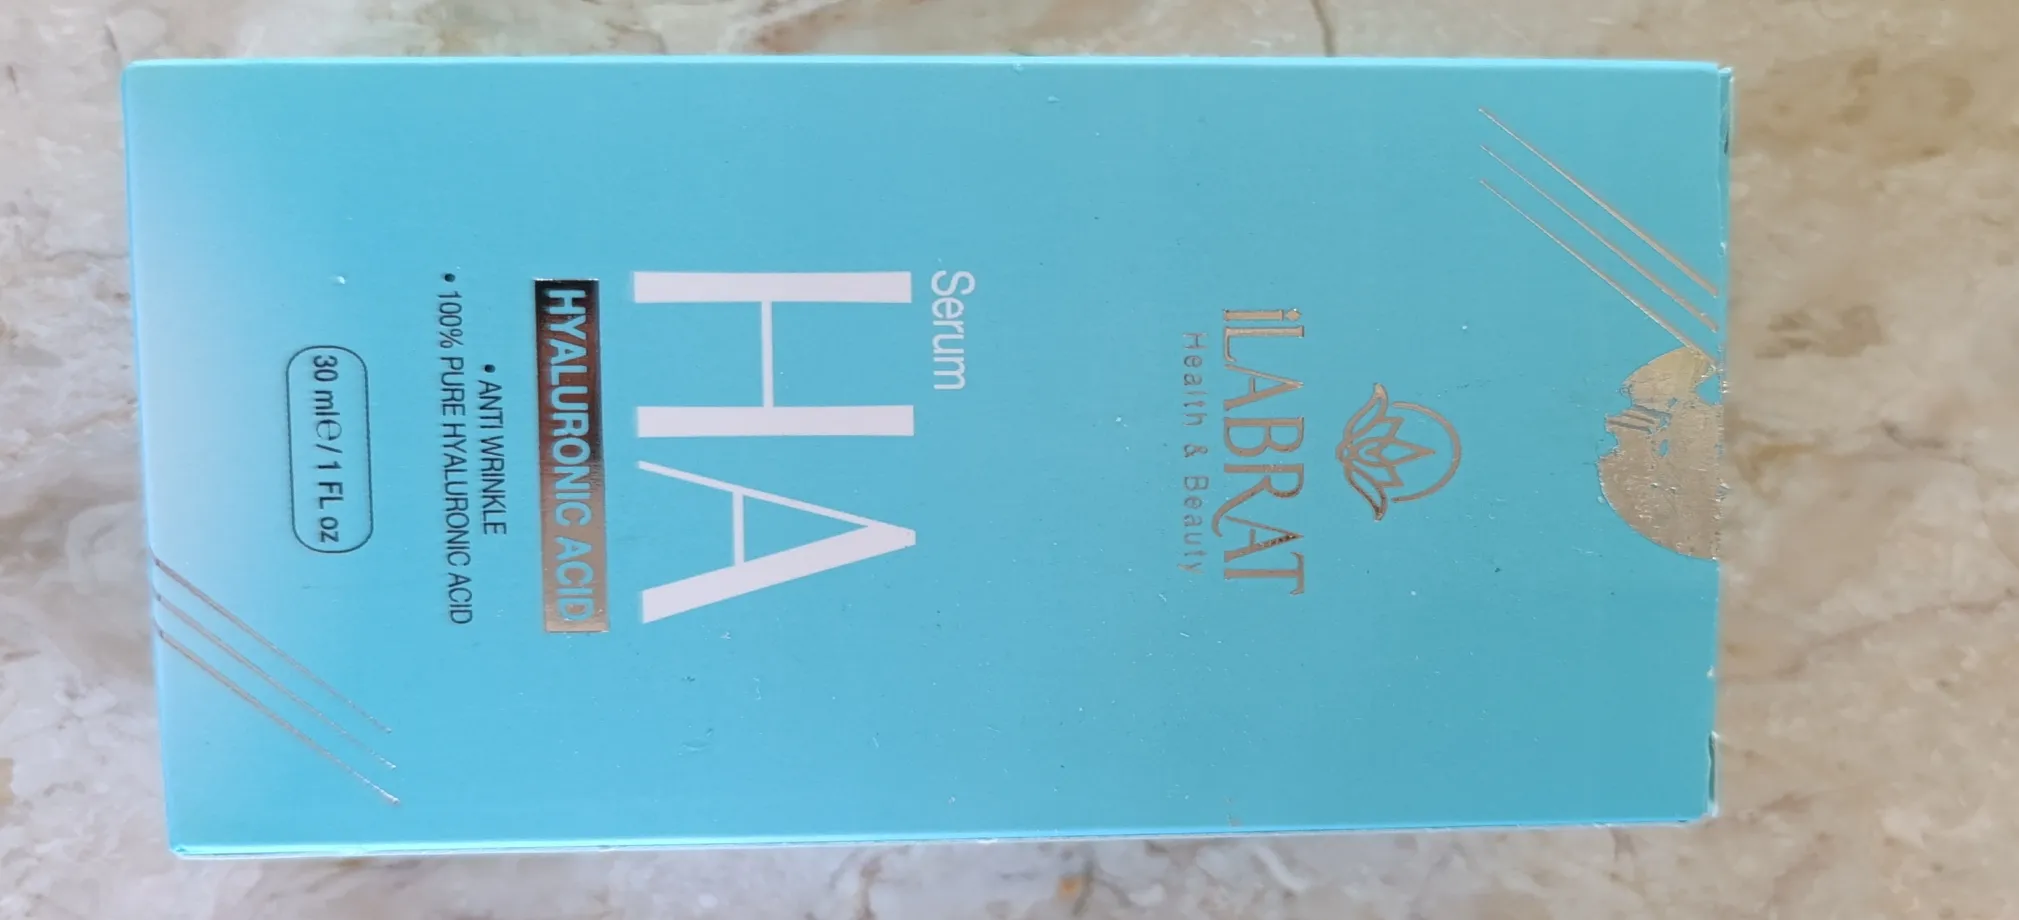 iLABRAT
Health & Beauty
Serum
HA
HYALURONIC ACID
• ANTI WRINKLE
• 100% PURE HYALURONIC ACID
30 ml℮ / 1 FL oz